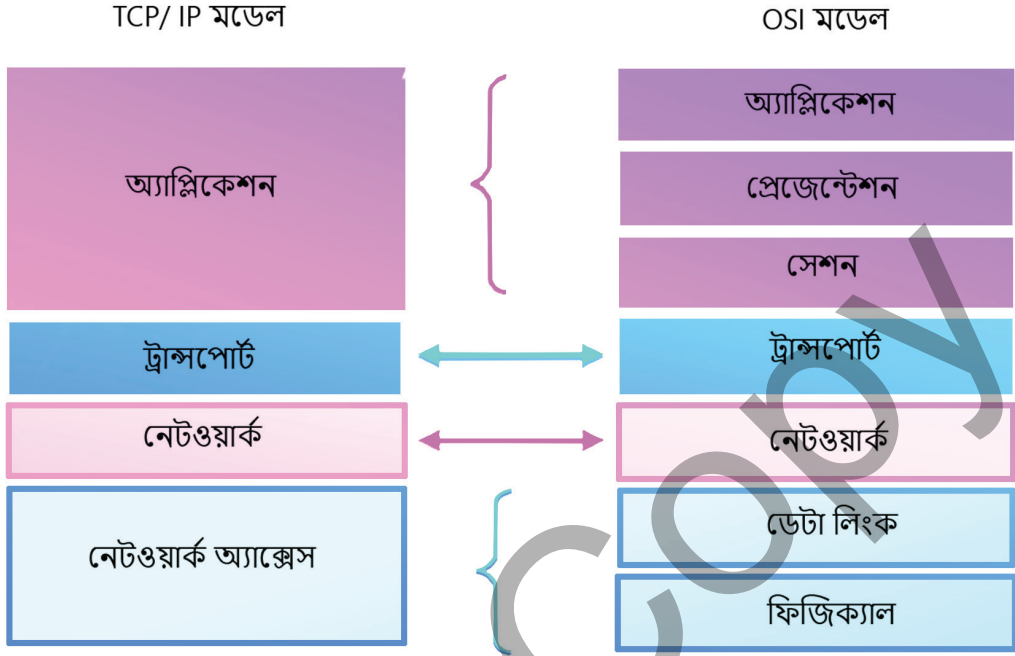 TCP/ IP মডেল
OSI মডেল
অ্যাপ্লিকেশন
ট্রান্সপোর্ট
নেটওয়ার্ক
নেটওয়ার্ক অ্যাক্সেস
অ্যাপ্লিকেশন
প্রেজেন্টেশন
সেশন
ট্রান্সপোর্ট
নেটওয়ার্ক
ডেটা লিংক
ফিজিক্যাল
Copy